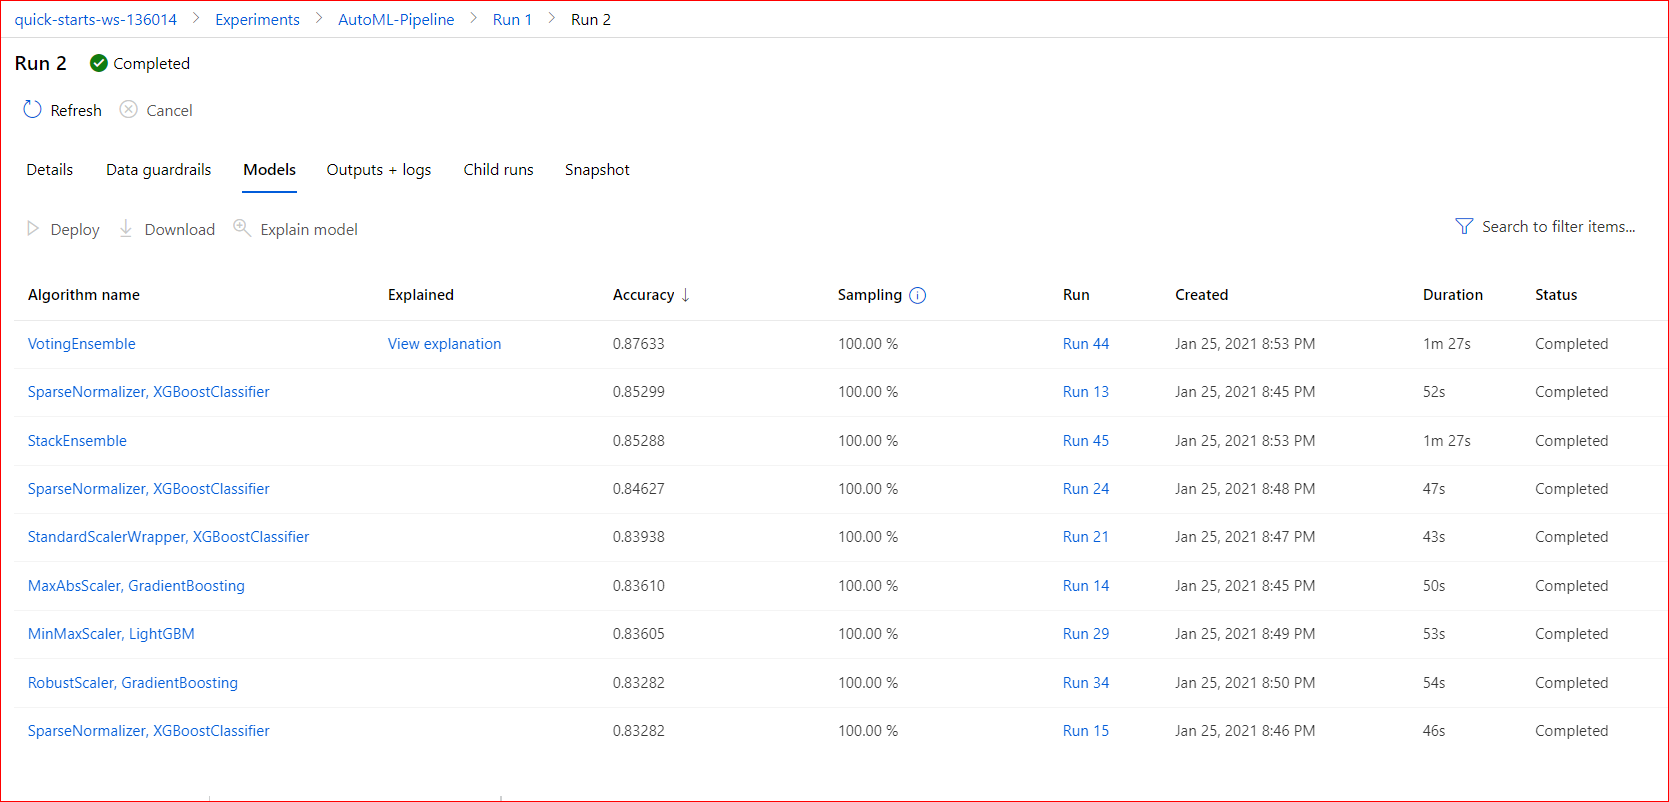 quick-starts-ws-136014 > Experiments > AutoML-Pipeline > Run 1 > Run 2
Run 2 Completed
Refresh Cancel
Details Data guardrails Models Outputs + logs Child runs Snapshot
Deploy Download Explain model Search to filter items...
Algorithm name Explained Accuracy ↓ Sampling Run Created Duration Status
VotingEnsemble View explanation 0.87633 100.00 % Run 44 Jan 25, 2021 8:53 PM 1m 27s Completed
SparseNormalizer, XGBoostClassifier 0.85299 100.00 % Run 13 Jan 25, 2021 8:45 PM 52s Completed
StackEnsemble 0.85288 100.00 % Run 45 Jan 25, 2021 8:53 PM 1m 27s Completed
SparseNormalizer, XGBoostClassifier 0.84627 100.00 % Run 24 Jan 25, 2021 8:48 PM 47s Completed
StandardScalerWrapper, XGBoostClassifier 0.83938 100.00 % Run 21 Jan 25, 2021 8:47 PM 43s Completed
MaxAbsScaler, GradientBoosting 0.83610 100.00 % Run 14 Jan 25, 2021 8:45 PM 50s Completed
MinMaxScaler, LightGBM 0.83605 100.00 % Run 29 Jan 25, 2021 8:49 PM 53s Completed
RobustScaler, GradientBoosting 0.83282 100.00 % Run 34 Jan 25, 2021 8:50 PM 54s Completed
SparseNormalizer, XGBoostClassifier 0.83282 100.00 % Run 15 Jan 25, 2021 8:46 PM 46s Completed